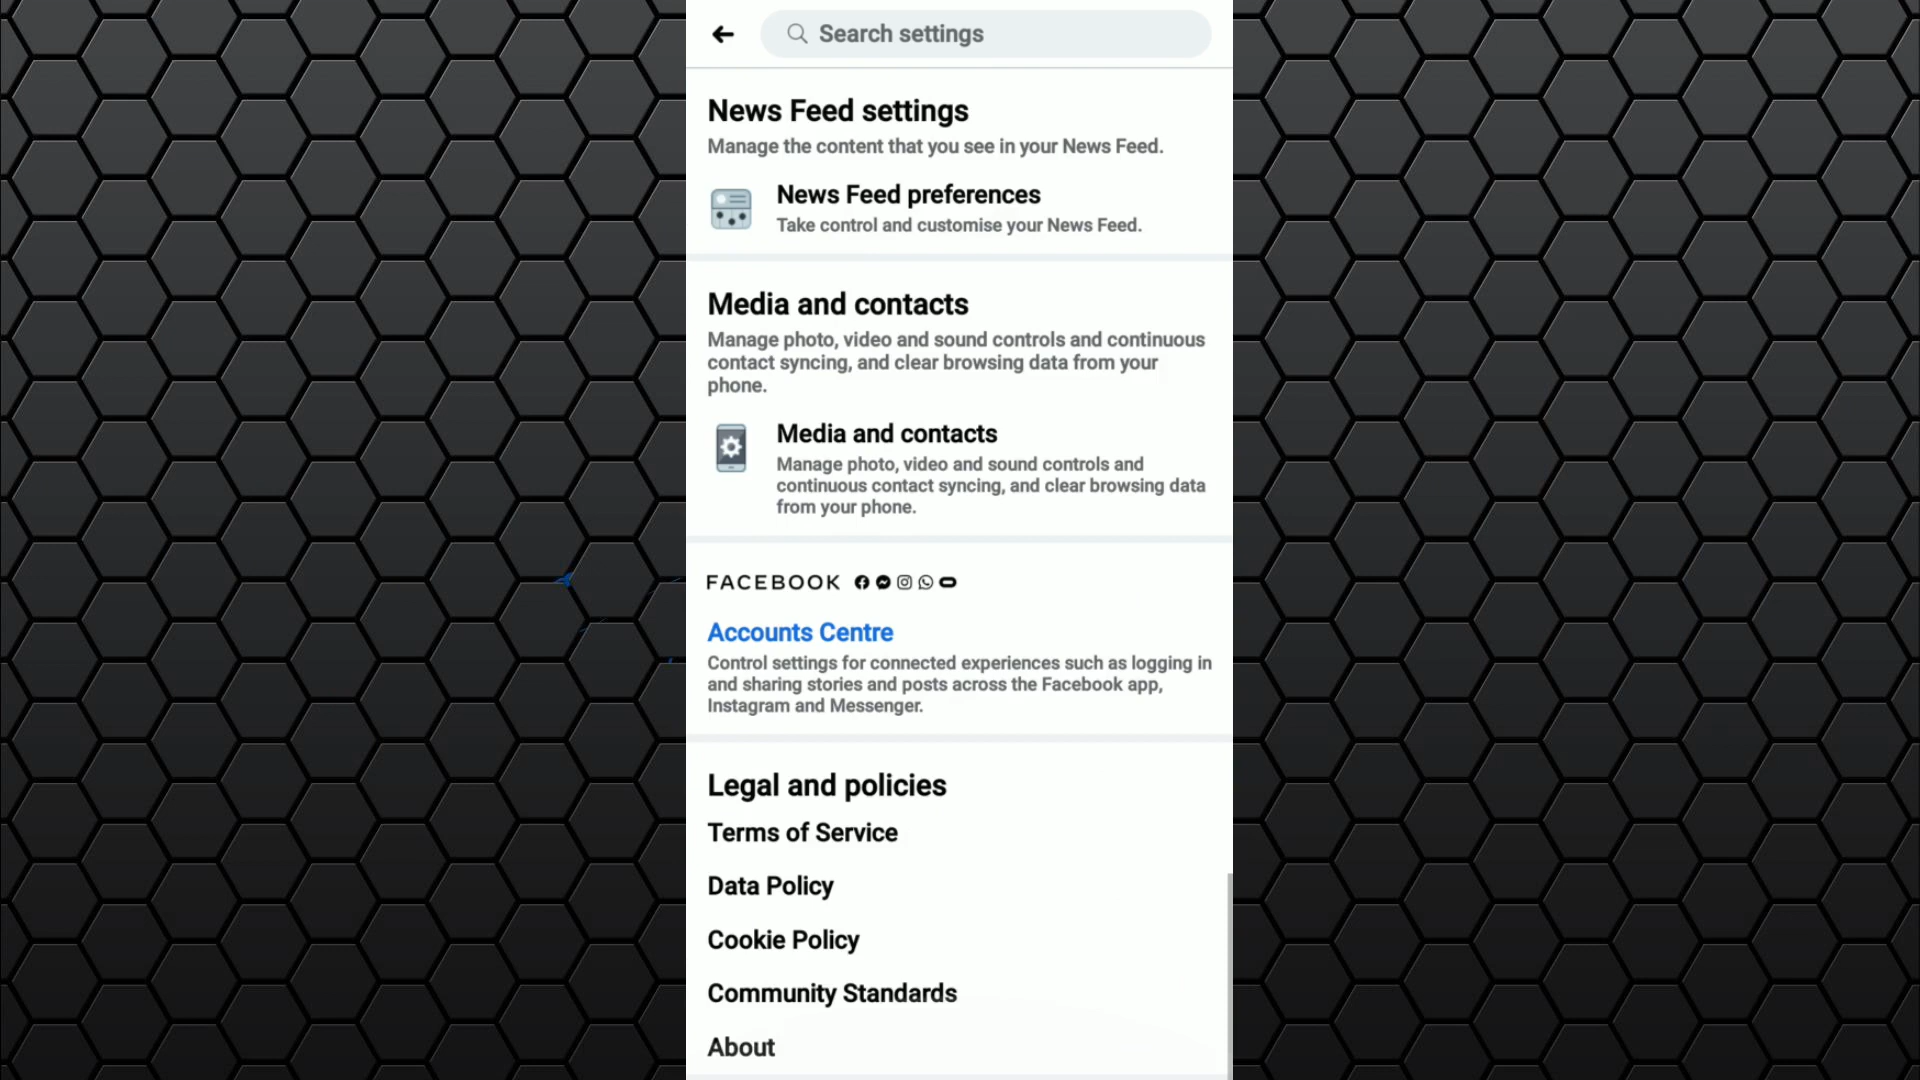 Search settings
News Feed settings
Manage the content that you see in your News Feed.
News Feed preferences
Take control and customise your News Feed.
Media and contacts
Manage photo, video and sound controls and continuous
contact syncing, and clear browsing data from your
phone.
Media and contacts
Manage photo, video and sound controls and
continuous contact syncing, and clear browsing data
from your phone.
FACEBOOK
Accounts Centre
Control settings for connected experiences such as logging in
and sharing stories and posts across the Facebook app,
Instagram and Messenger.
Legal and policies
Terms of Service
Data Policy
Cookie Policy
Community Standards
About